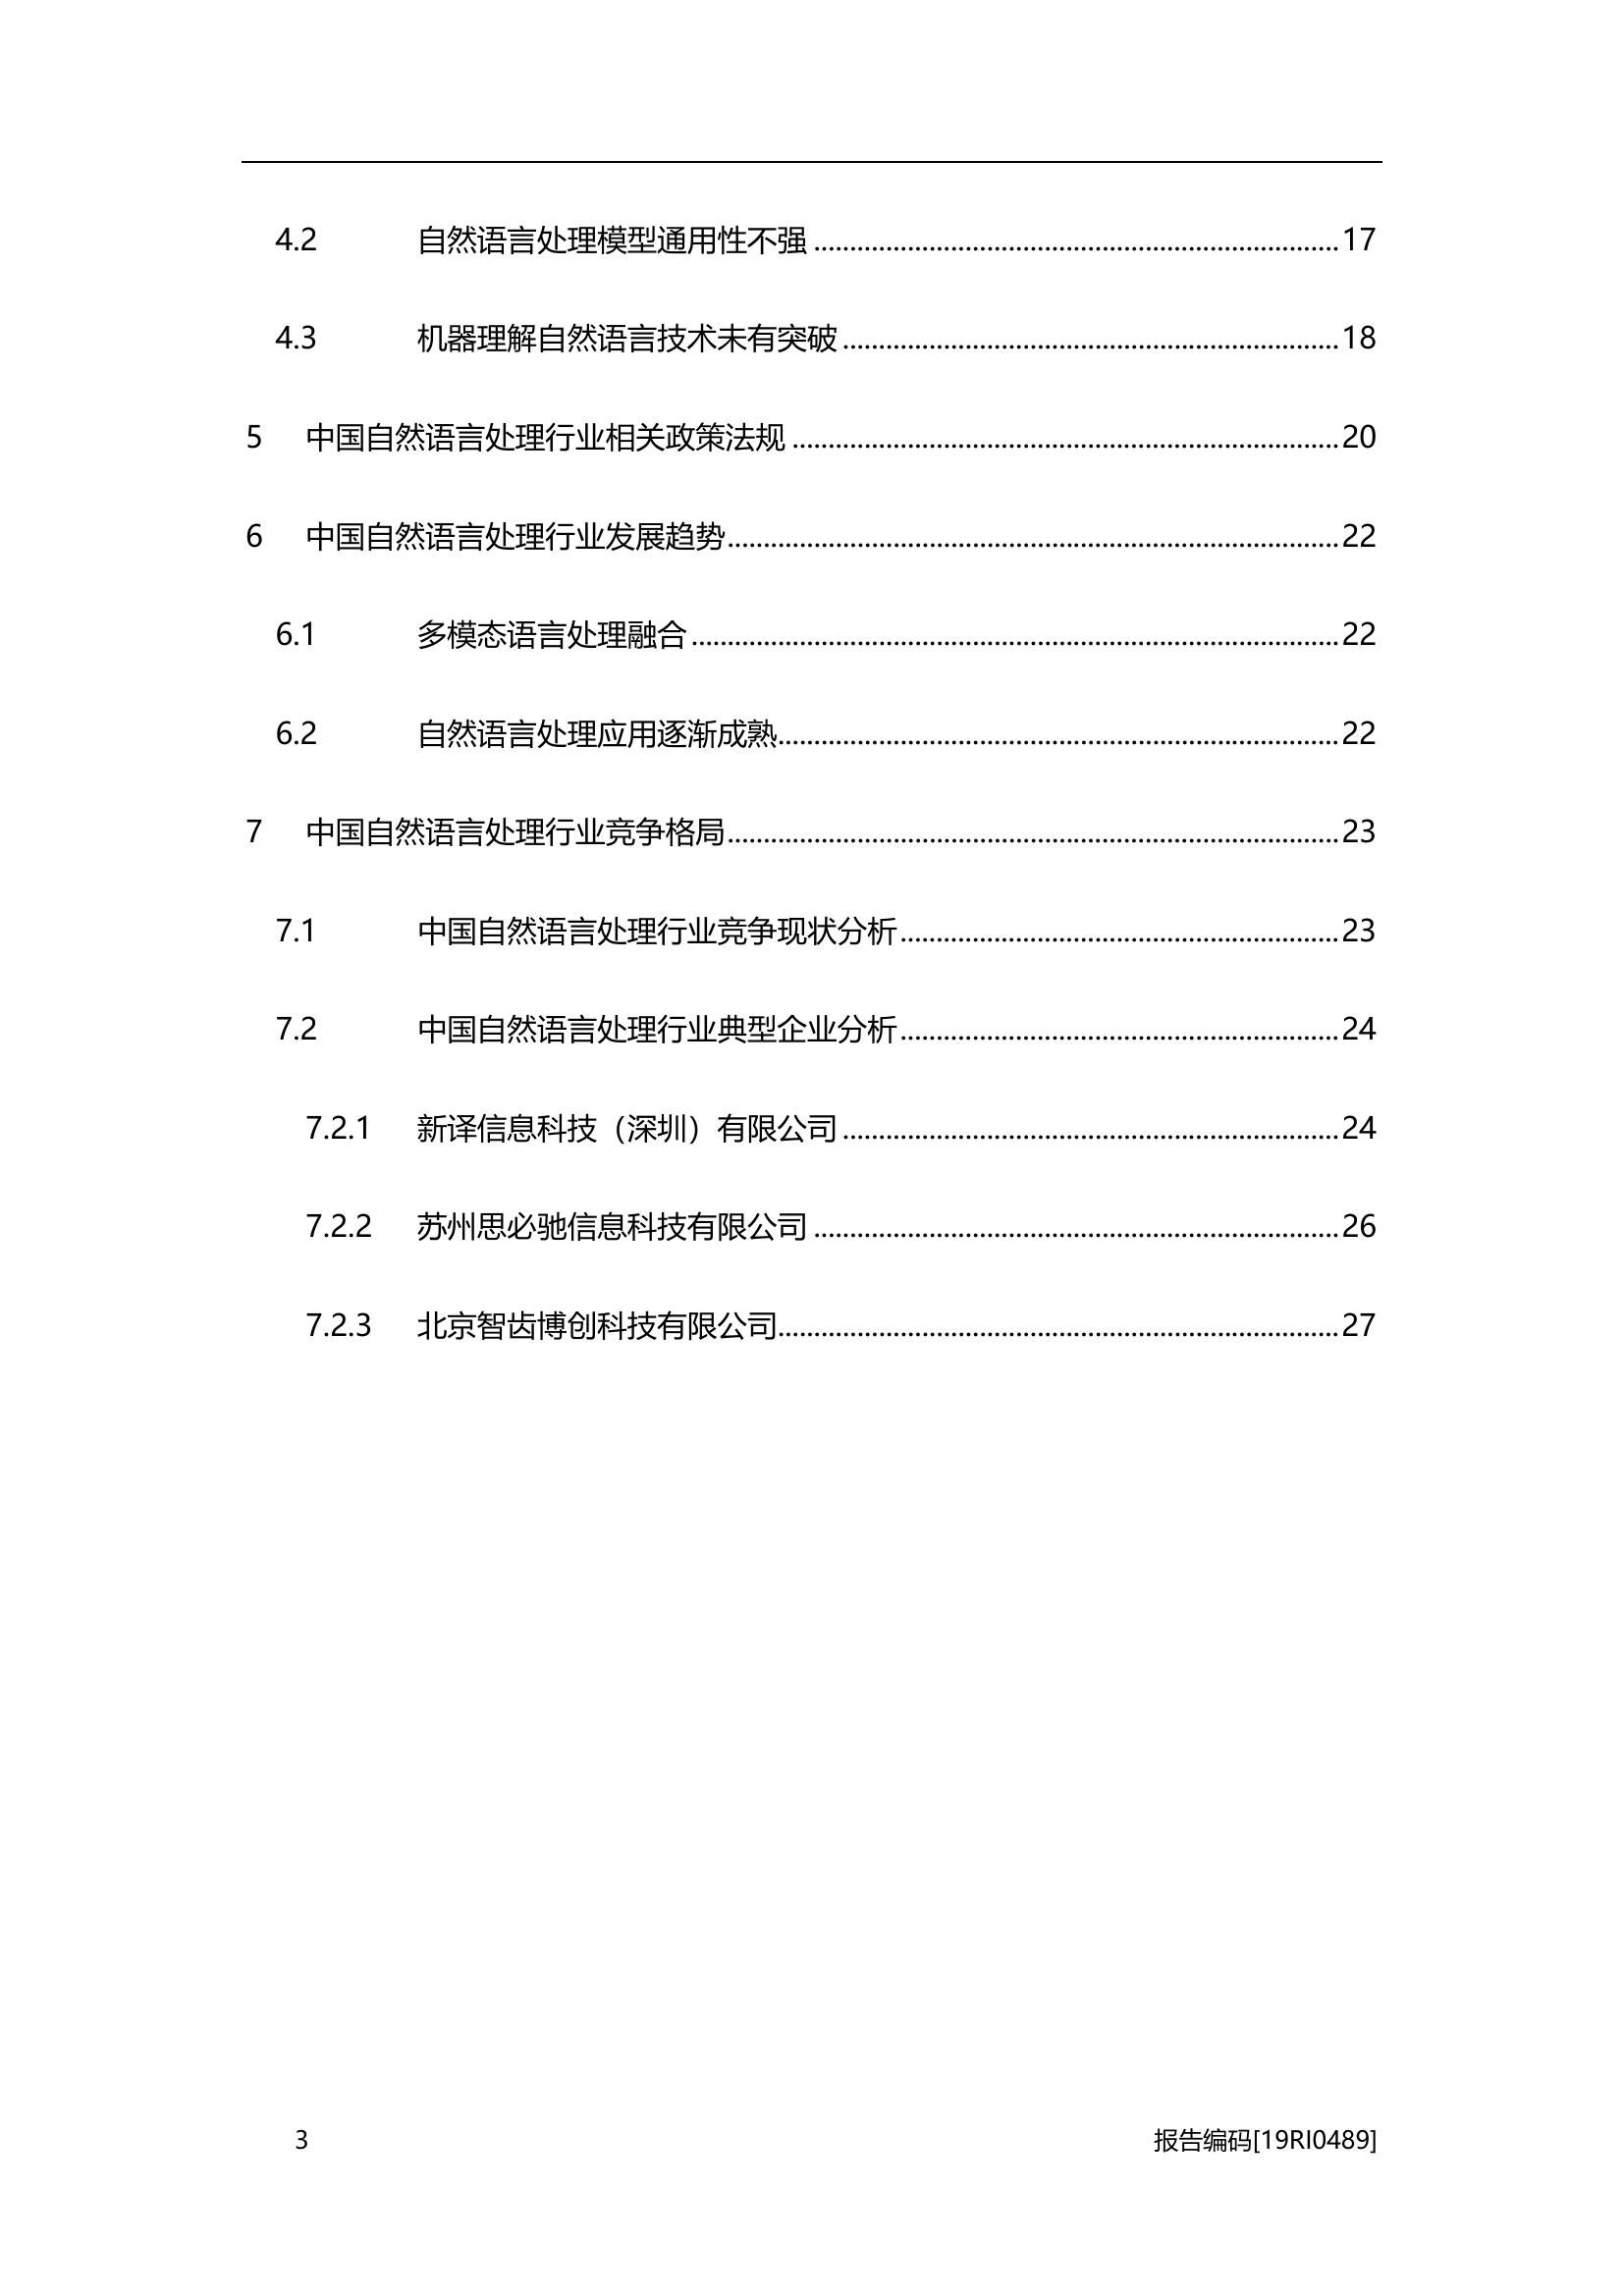 4.2 自然语言处理模型通用性不强........................................................................17
4.3 机器理解自然语言技术未有突破....................................................................18
5 中国自然语言处理行业相关政策法规...........................................................................20
6 中国自然语言处理行业发展趋势....................................................................................22
6.1 多模态语言处理融合.........................................................................................22
6.2 自然语言处理应用逐渐成熟.............................................................................22
7 中国自然语言处理行业竞争格局....................................................................................23
7.1 中国自然语言处理行业竞争现状分析............................................................23
7.2 中国自然语言处理行业典型企业分析............................................................24
7.2.1 新译信息科技（深圳）有限公司....................................................................24
7.2.2 苏州思必驰信息科技有限公司........................................................................26
7.2.3 北京智齿博创科技有限公司.............................................................................27
3 报告编码[19RI0489]